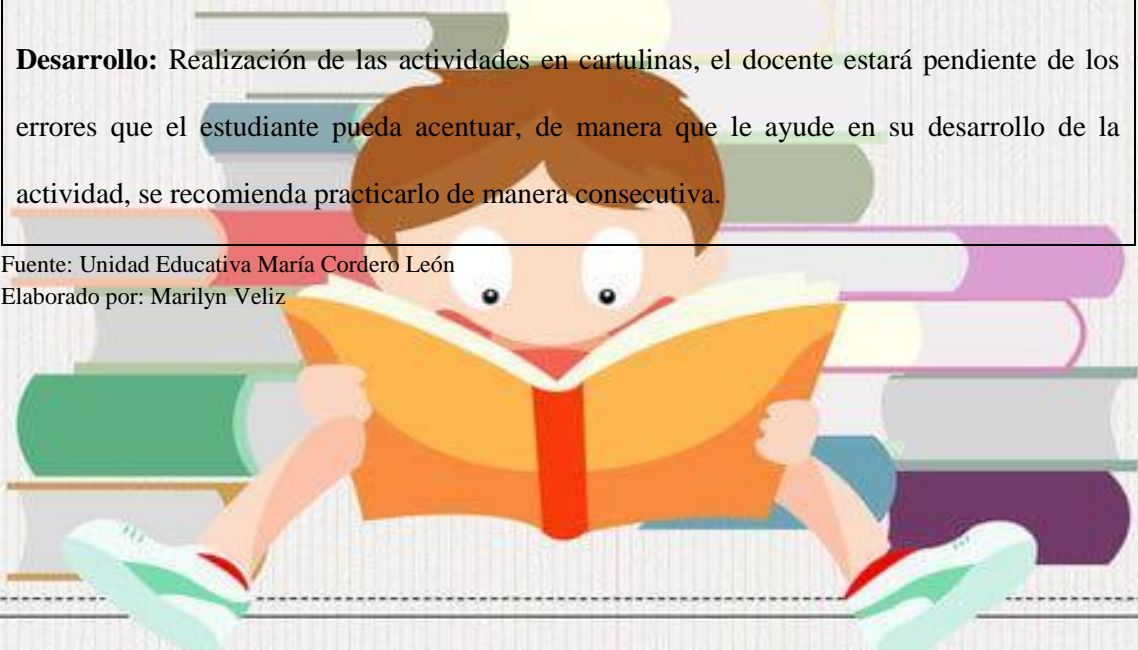 Desarrollo: Realización de las actividades en cartulinas, el docente estará pendiente de los
errores que el estudiante pueda acentuar, de manera que le ayude en su desarrollo de la
actividad, se recomienda practicarlo de manera consecutiva.
Fuente: Unidad Educativa María Cordero León
Elaborado por: Marilyn Veliz